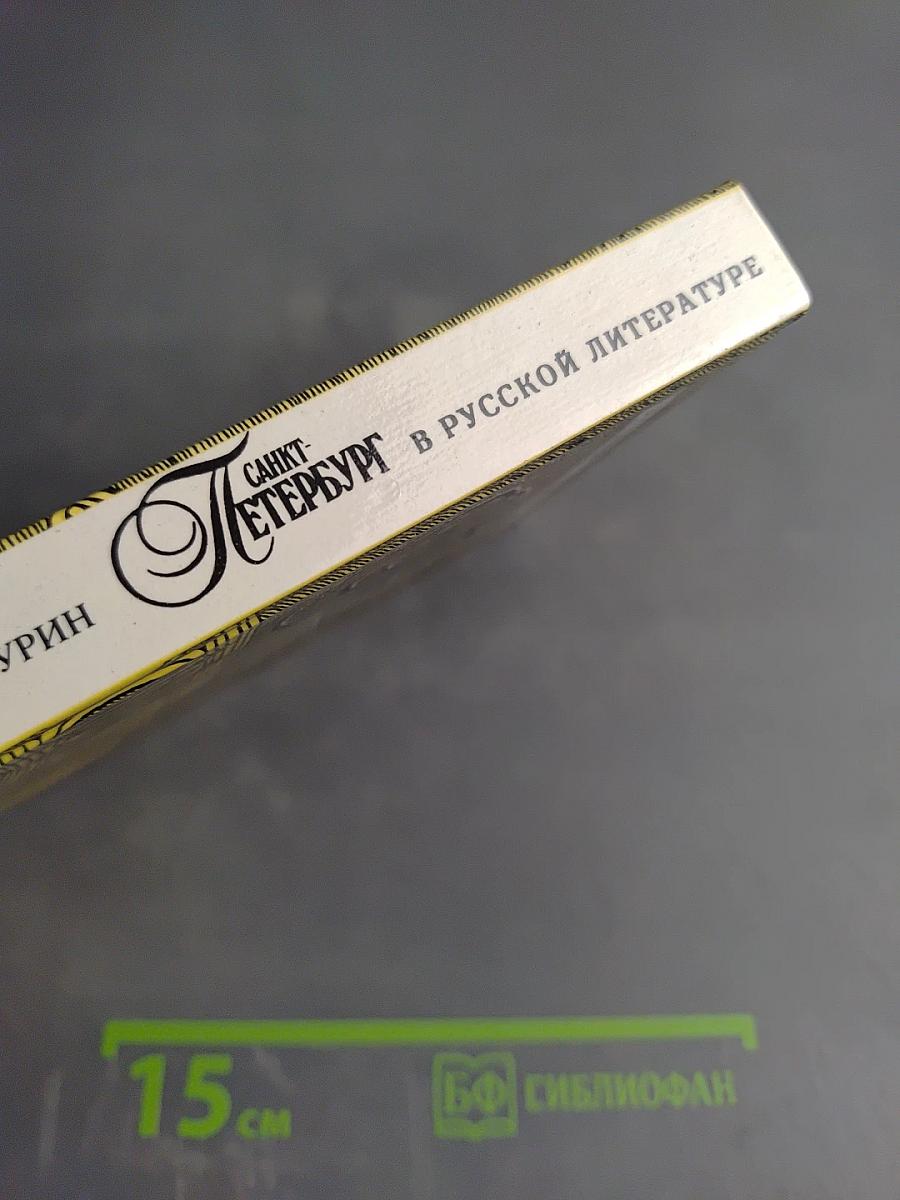 УРИН
САНКТ-
ПЕТЕРБУРГ
В РУССКОЙ ЛИТЕРАТУРЕ
15 см
БФ БИБЛИОФАН